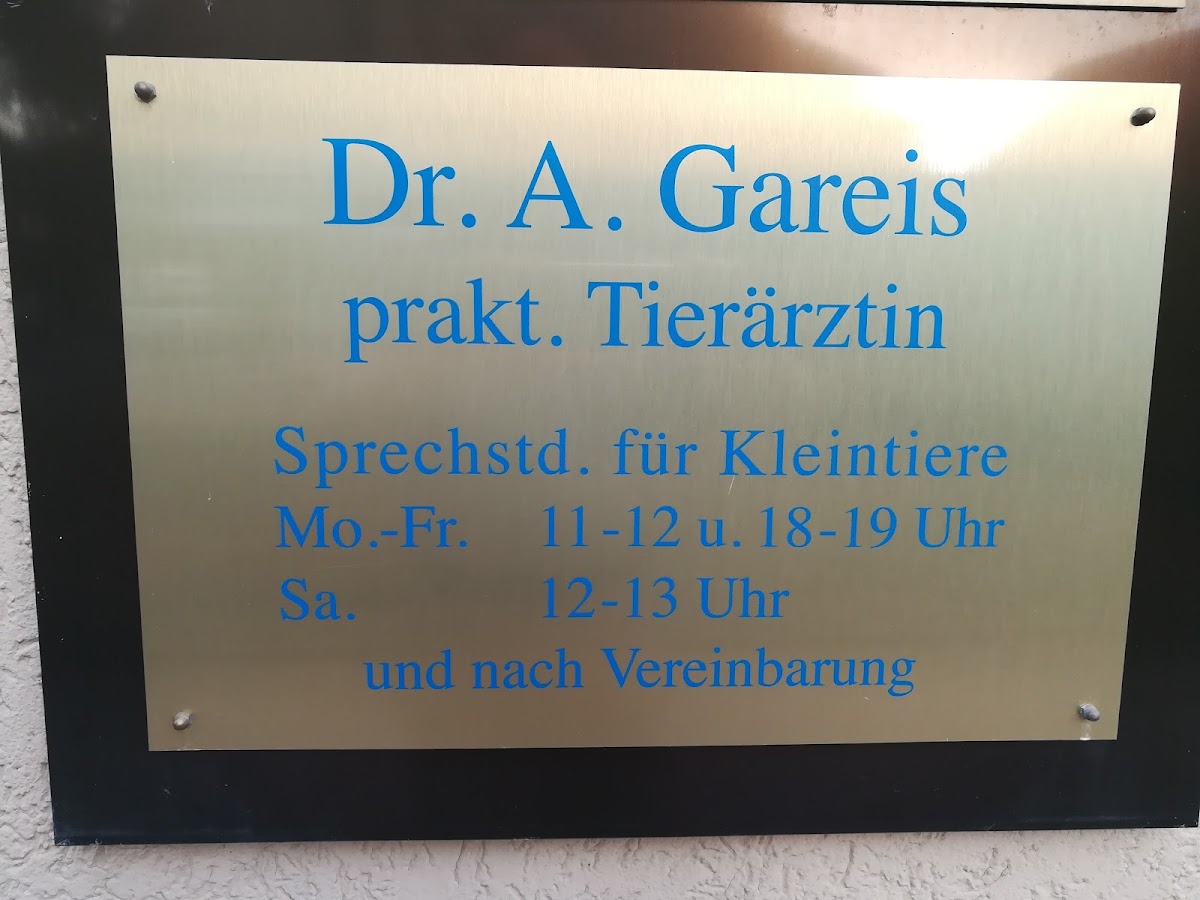 Dr. A. Gareis
prakt. Tierärztin
Sprechstd. für Kleintiere
Mo.-Fr. 11-12 u. 18-19 Uhr
Sa. 12-13 Uhr
und nach Vereinbarung